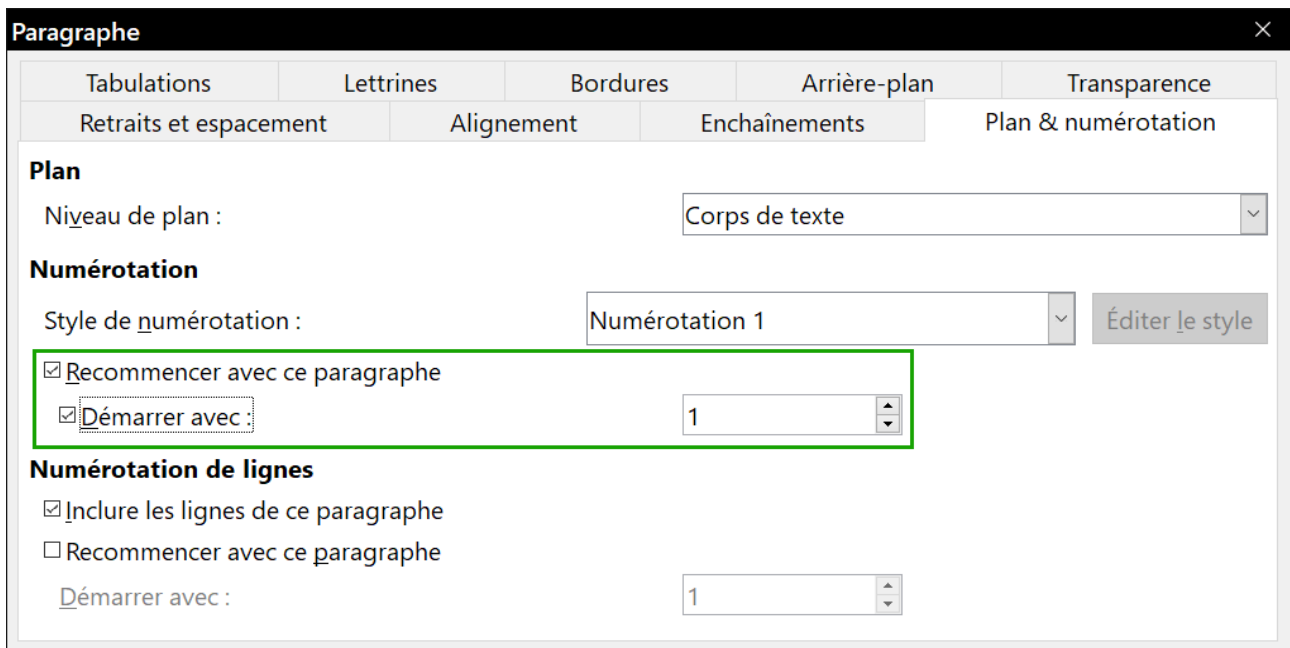 Paragraphe
Tabulations Lettrines Bordures Arrière-plan Transparence
Retraits et espacement Alignement Enchaînements Plan & numérotation
Plan
Niveau de plan : Corps de texte
Numérotation
Style de numérotation : Numérotation 1 Éditer le style
Recommencer avec ce paragraphe
Démarrer avec : 1
Numérotation de lignes
Inclure les lignes de ce paragraphe
Recommencer avec ce paragraphe
Démarrer avec : 1